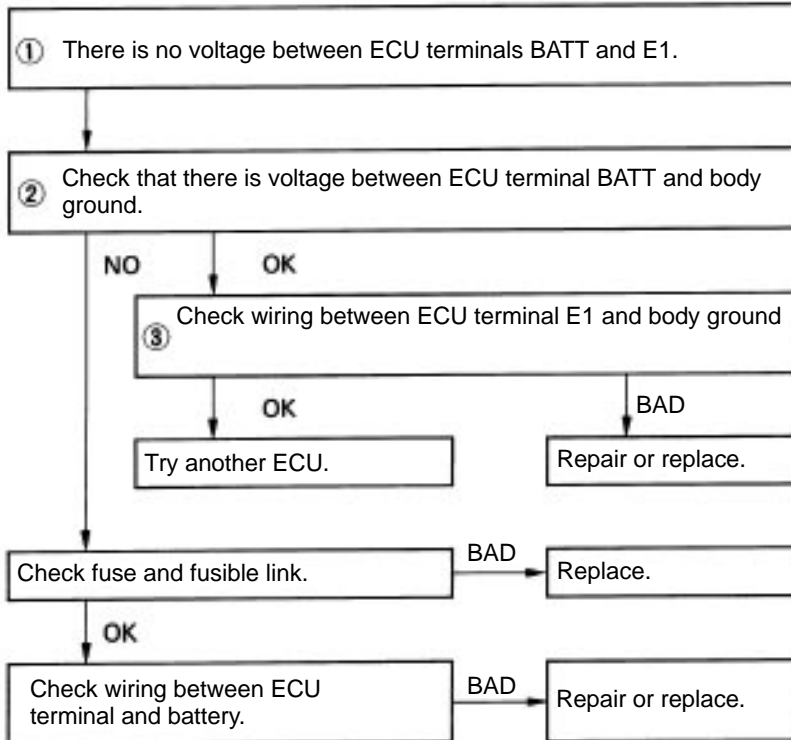 ① There is no voltage between ECU terminals BATT and E1.
② Check that there is voltage between ECU terminal BATT and body
ground.
NO
OK
③ Check wiring between ECU terminal E1 and body ground
OK
BAD
Try another ECU.
Repair or replace.
Check fuse and fusible link.
BAD
Replace.
OK
Check wiring between ECU
terminal and battery.
BAD
Repair or replace.